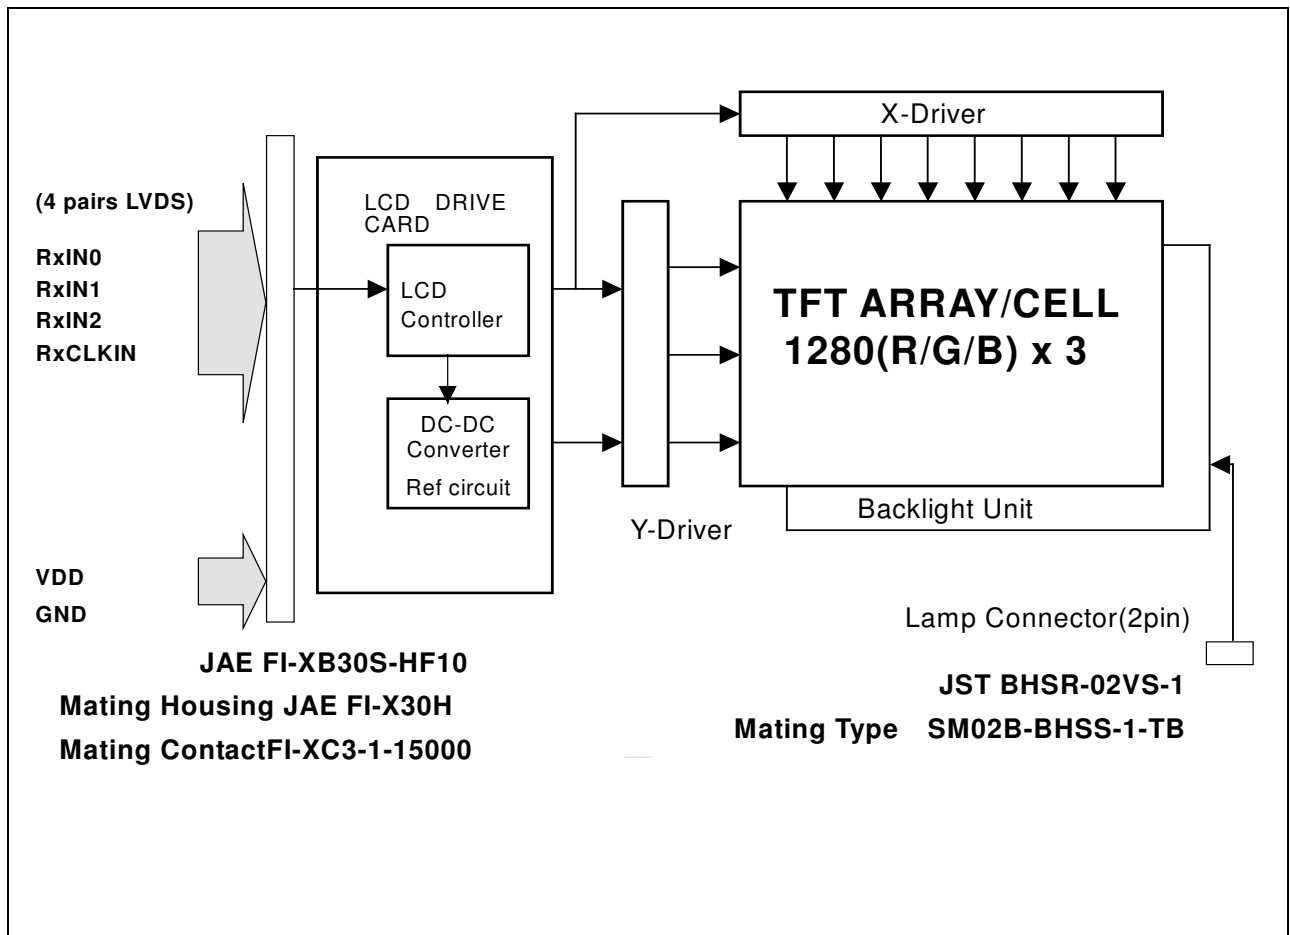 X-Driver
(4 pairs LVDS)
RxIN0
RxIN1
RxIN2
RxCLKIN
LCD DRIVE
CARD
LCD
Controller
DC-DC
Converter
Ref circuit
TFT ARRAY/CELL
1280(R/G/B) x 3
Y-Driver
Backlight Unit
VDD
GND
Lamp Connector(2pin)
JAE FI-XB30S-HF10
Mating Housing JAE FI-X30H
Mating ContactFI-XC3-1-15000
JST BHSR-02VS-1
Mating Type SM02B-BHSS-1-TB